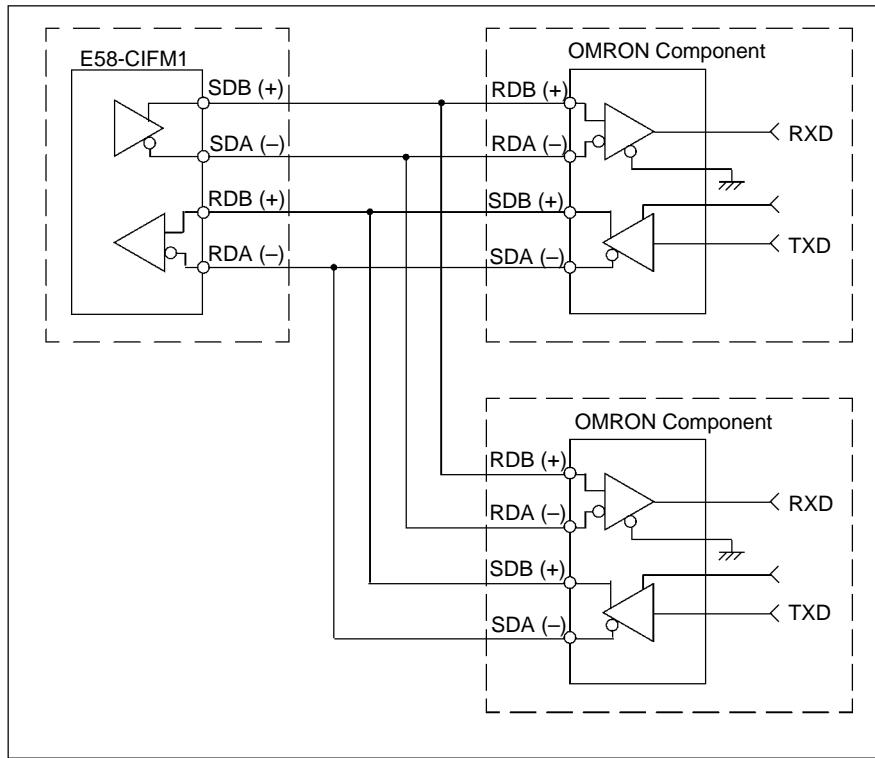 E58-CIFM1
SDB (+)
SDA (–)
RDB (+)
RDA (–)
OMRON Component
RDB (+)
RDA (–)
SDB (+)
SDA (–)
RXD
TXD
OMRON Component
RDB (+)
RDA (–)
SDB (+)
SDA (–)
RXD
TXD